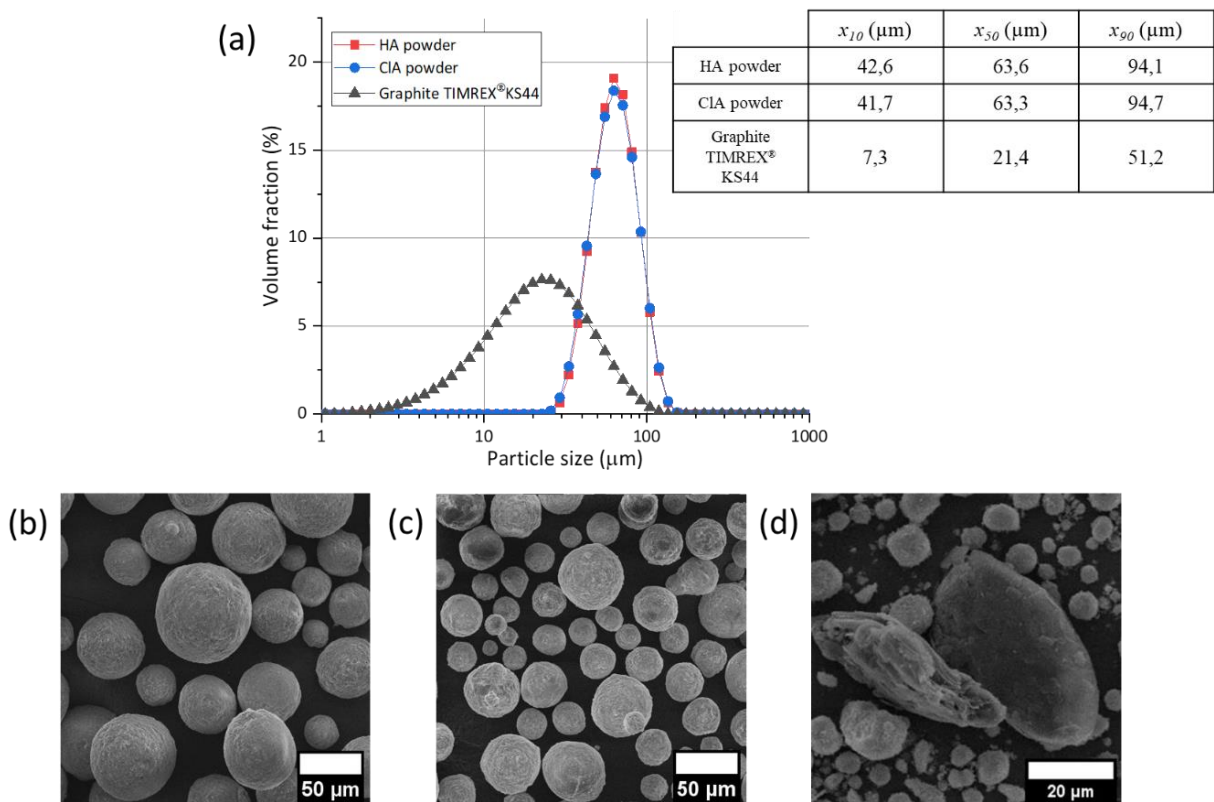 (a)
HA powder
ClA powder
Graphite TIMREX®KS44
Volume fraction (%)
20
15
10
5
0
1
10
100
1000
Particle size (μm)
x10 (μm) x50 (μm) x90 (μm)
HA powder 42,6 63,6 94,1
ClA powder 41,7 63,3 94,7
Graphite
TIMREX®
KS44
7,3 21,4 51,2
(b)
50 μm
(c)
50 μm
(d)
20 μm